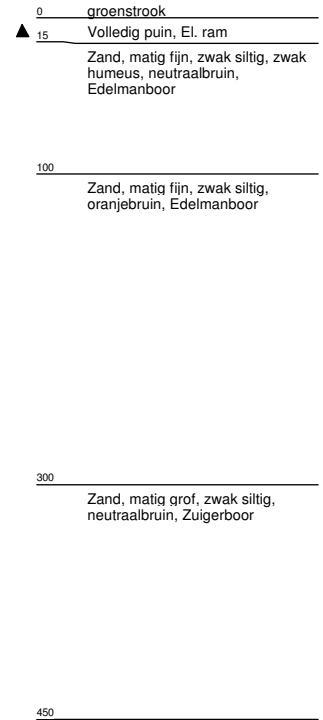 0 groenstrook
15 Volledig puin, El. ram
Zand, matig fijn, zwak siltig, zwak
humeus, neutraalbruin,
Edelmanboor
100
Zand, matig fijn, zwak siltig,
oranjebruin, Edelmanboor
300
Zand, matig grof, zwak siltig,
neutraalbruin, Zuigerboor
450